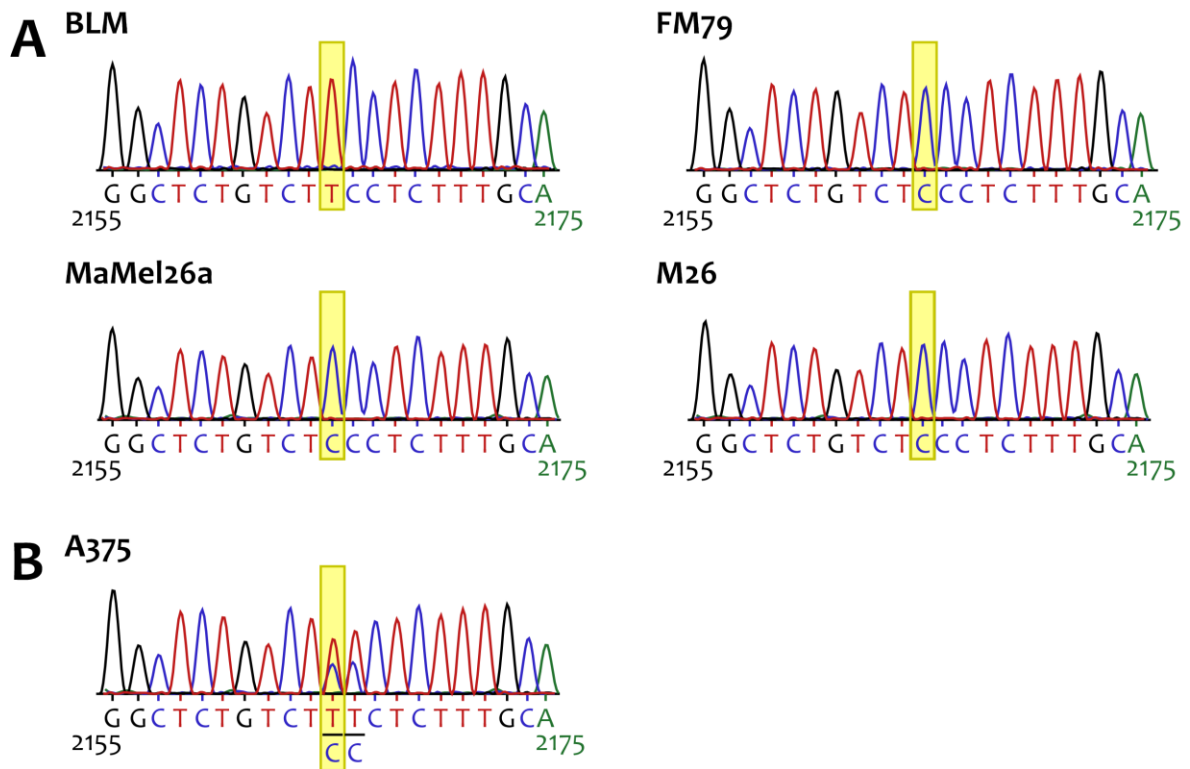 A
BLM
G G C T C T G T C T T C C T C T T T G C A
2155 2175
FM79
G G C T C T G T C T C C C T C T T T G C A
2155 2175
MaMel26a
G G C T C T G T C T C C C T C T T T G C A
2155 2175
M26
G G C T C T G T C T C C C T C T T T G C A
2155 2175
B
A375
G G C T C T G T C T T T C T C T T T G C A
2155 2175
C C